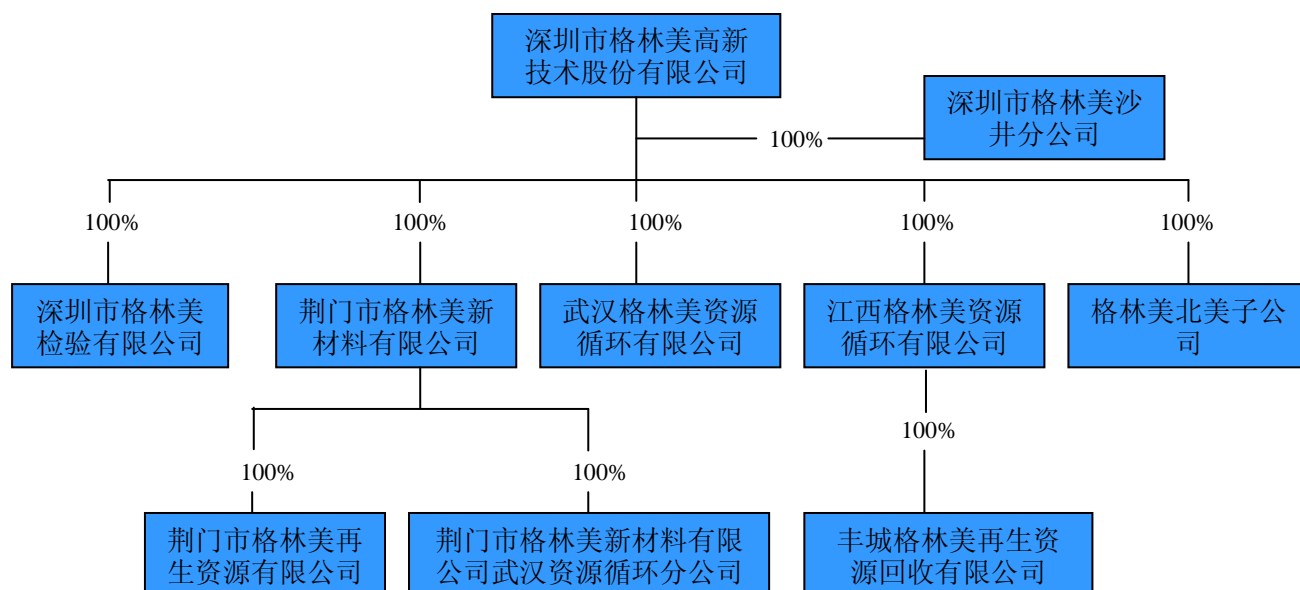 深圳市格林美高新
技术股份有限公司
深圳市格林美沙
井分公司
100%
100%
100%
100%
100%
100%
深圳市格林美
检验有限公司
荆门市格林美新
材料有限公司
武汉格林美资源
循环有限公司
江西格林美资源
循环有限公司
格林美北美子公
司
100%
100%
100%
荆门市格林美再
生资源有限公司
荆门市格林美新材料有限
公司武汉资源循环分公司
丰城格林美再生资
源回收有限公司